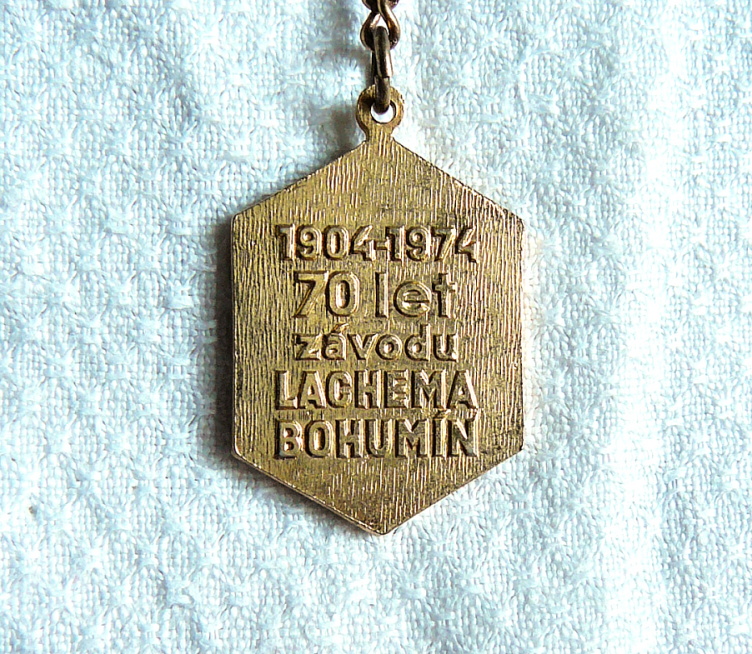 1904-1974
70 let
závodu
LACHEMA
BOHUMÍN